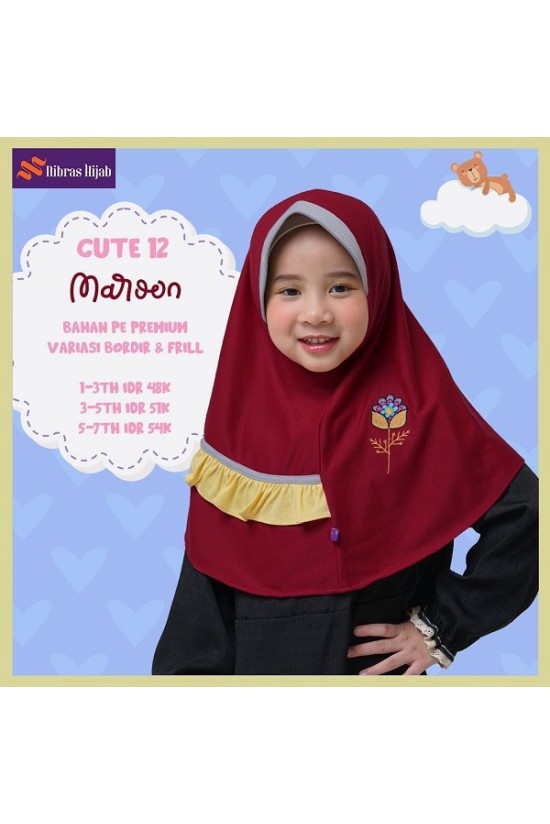 Nibras Hijab
CUTE 12
Maroon
BAHAN PE PREMIUM
VARIASI BORDIR & FRILL
1-3TH IDR 48K
3-5TH IDR 51K
5-7TH IDR 54K